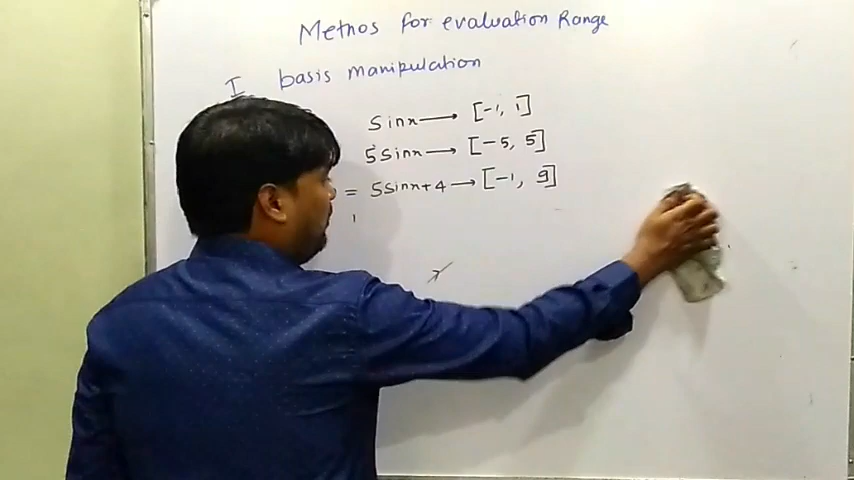 Methos for evaluation Range
I basis manipulation
sinx → [-1, 1]
5sinx → [-5, 5]
= 5sinx+4 → [-1, 9]